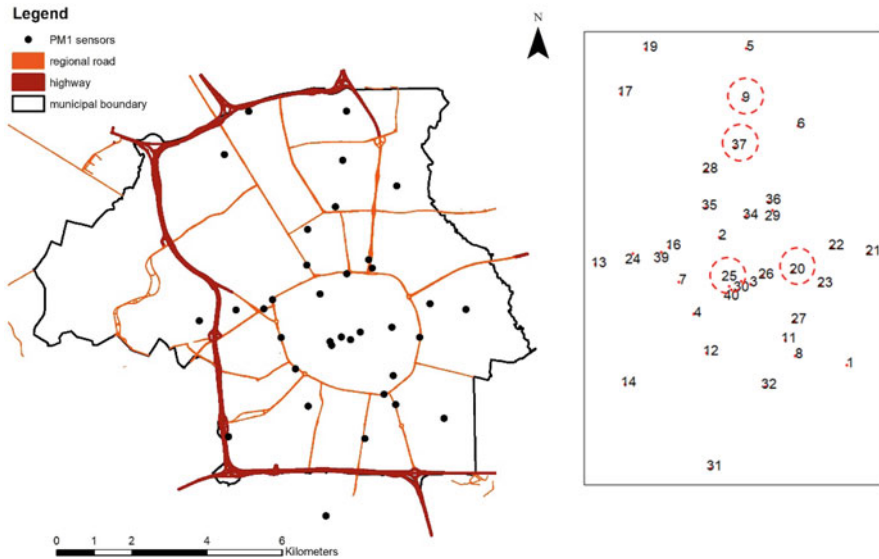 Legend
PM1 sensors
regional road
highway
municipal boundary
N
0 1 2 4 6
Kilometers
19 5
17
9
6
37
28
36
35
34 29
2
16 22 21
24 39
13
25 26 20
7 3 23
30
40
4 27
11
12 8
1
14 32
31